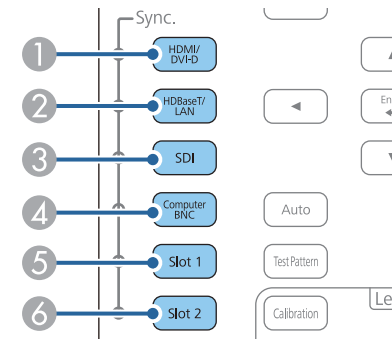 Sync.
1
HDMI/
DVI-D
2
HDBaseT/
LAN
3
SDI
4
Computer
BNC
Auto
5
Slot 1
Test Pattern
6
Slot 2
Calibration